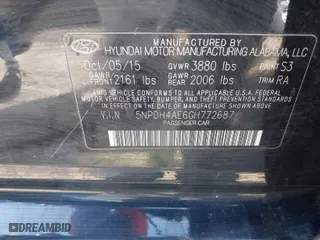 MANUFACTURED BY
HYUNDAI MOTOR MANUFACTURING ALABAMA, LLC
Oct/05/15 GVWR 3880 lbs PAINT S3
GAWR FRONT 2161 lbs GAWR REAR 2006 lbs TRIM RA
THIS VEHICLE CONFORMS TO ALL APPLICABLE U.S.A. FEDERAL
MOTOR VEHICLE SAFETY, BUMPER, AND THEFT PREVENTION
STANDARDS IN EFFECT ON THE DATE OF MANUFACTURE SHOWN ABOVE.
V.I.N 5NPDH4AE6GH772687
PASSENGER CAR
DREAMBID